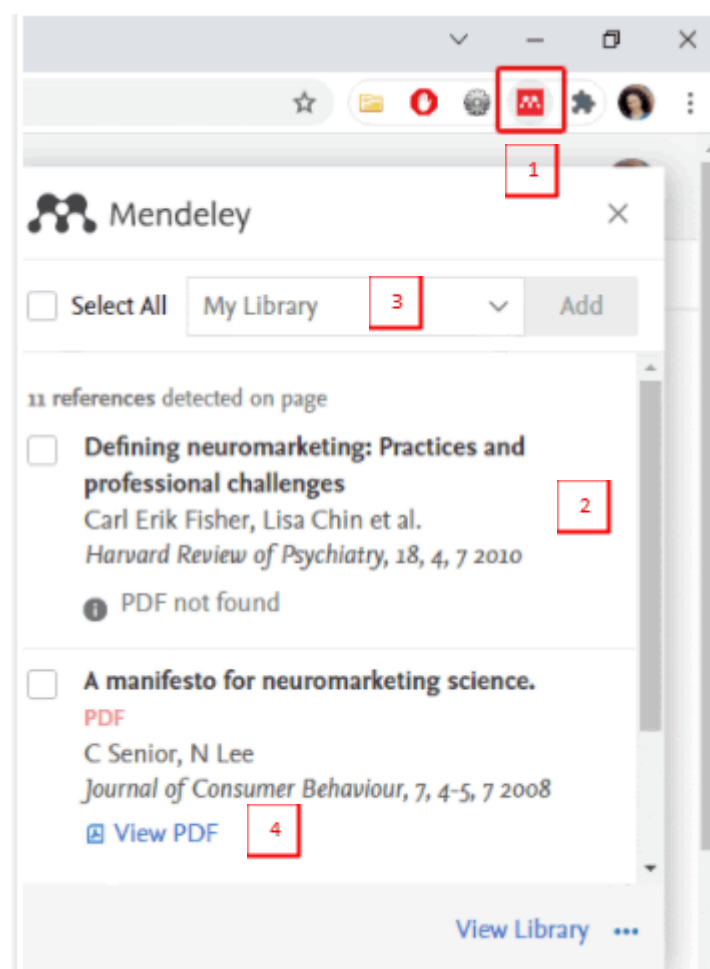 1
Mendeley
Select All My Library 3 Add
11 references detected on page
Defining neuromarketing: Practices and
professional challenges
2
Carl Erik Fisher, Lisa Chin et al.
Harvard Review of Psychiatry, 18, 4, 7 2010
PDF not found
A manifesto for neuromarketing science.
PDF
C Senior, N Lee
Journal of Consumer Behaviour, 7, 4-5, 7 2008
View PDF 4
View Library